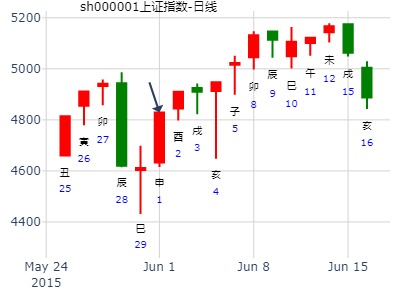 sh000001上证指数-日线
5200
5000
4800
4600
4400
丑
25
寅
26
卯
27
辰
28
巳
29
申
1
酉
2
戌
3
亥
4
子
5
卯
8
辰
9
巳
10
午
11
未
12
戌
15
亥
16
May 24
2015
Jun 1
Jun 8
Jun 15